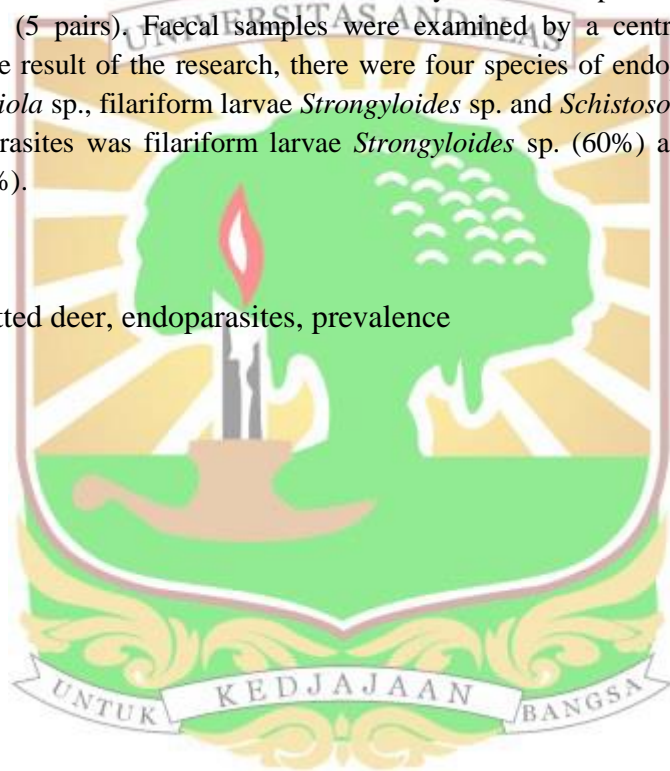 (5 pairs). Faecal samples were examined by a centr
UNIVERSITAS ANDALAS
e result of the research, there were four species of endo
iola sp., filariform larvae Strongyloides sp. and Schistoso
arasites was filariform larvae Strongyloides sp. (60%) a
%).
tted deer, endoparasites, prevalence
UNTUK KEDJAJAAN BANGSA